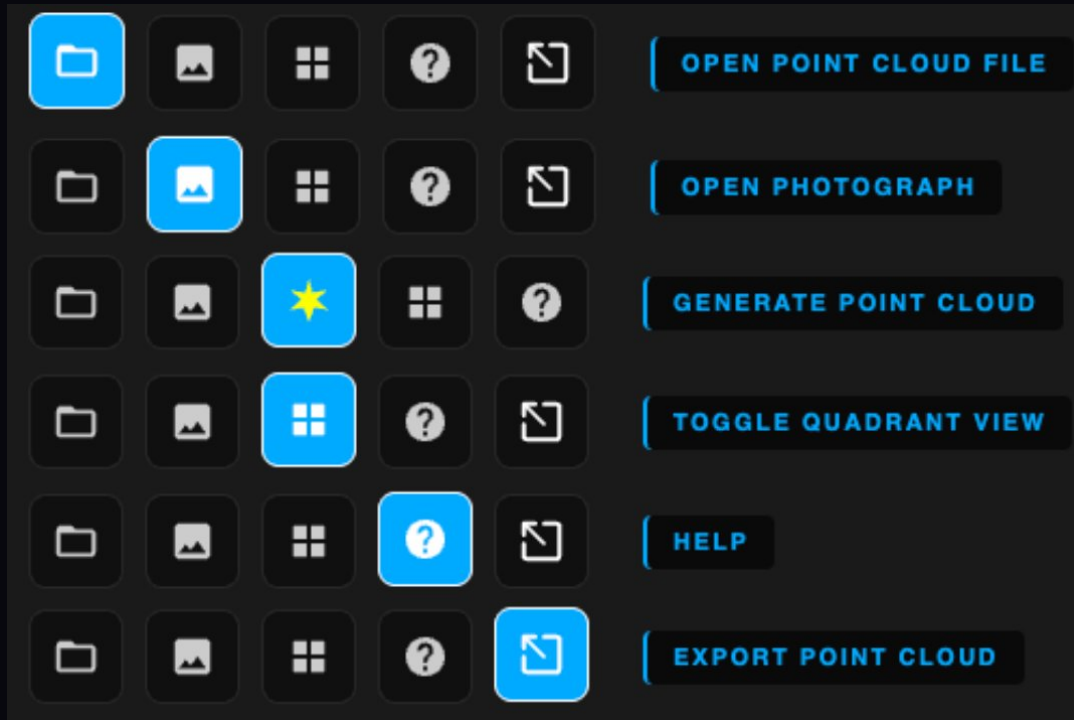 OPEN POINT CLOUD FILE
OPEN PHOTOGRAPH
GENERATE POINT CLOUD
TOGGLE QUADRANT VIEW
HELP
EXPORT POINT CLOUD